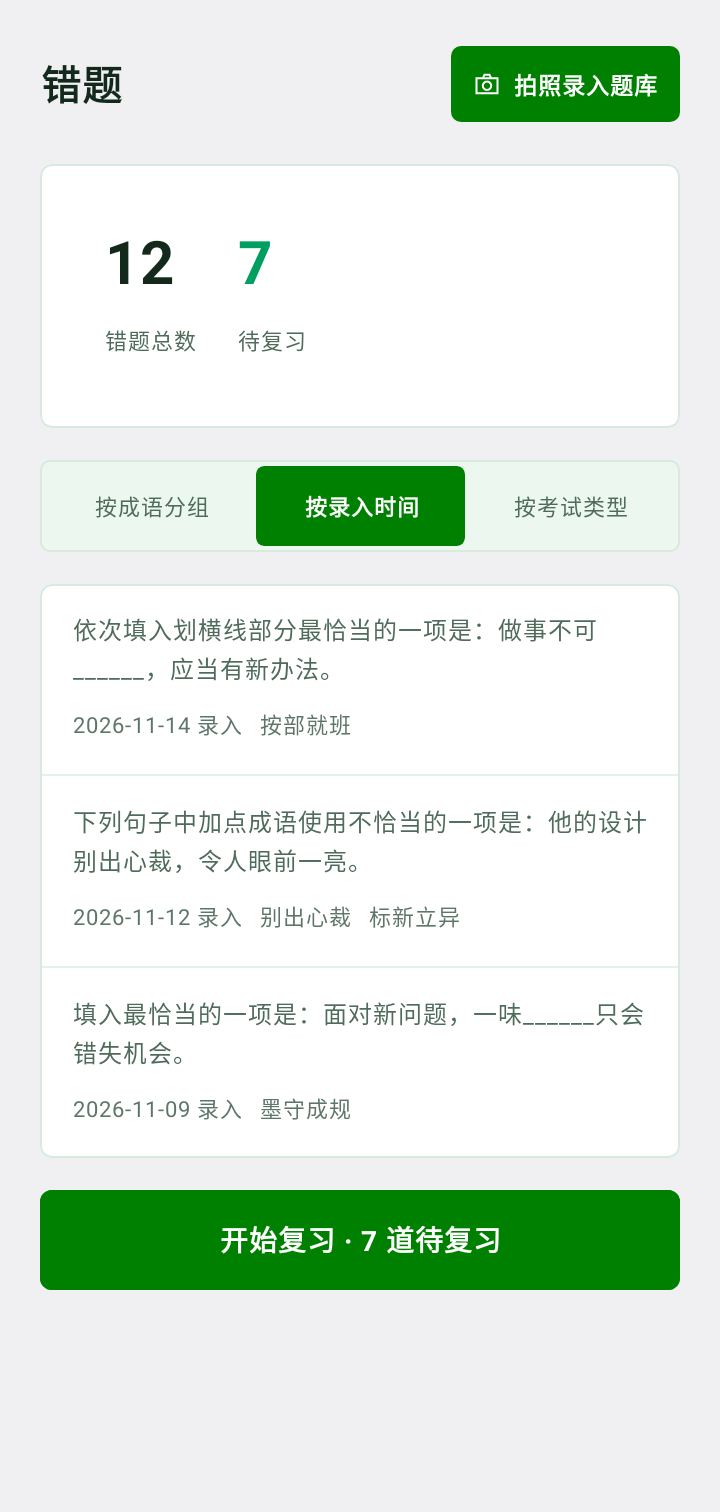 错题
拍照录入题库
12
7
错题总数
待复习
按成语分组
按录入时间
按考试类型
依次填入划横线部分最恰当的一项是：做事不可
______，应当有新办法。
2026-11-14 录入 按部就班
下列句子中加点成语使用不恰当的一项是：他的设计
别出心裁，令人眼前一亮。
2026-11-12 录入 别出心裁 标新立异
填入最恰当的一项是：面对新问题，一味______只会
错失机会。
2026-11-09 录入 墨守成规
开始复习 · 7 道待复习